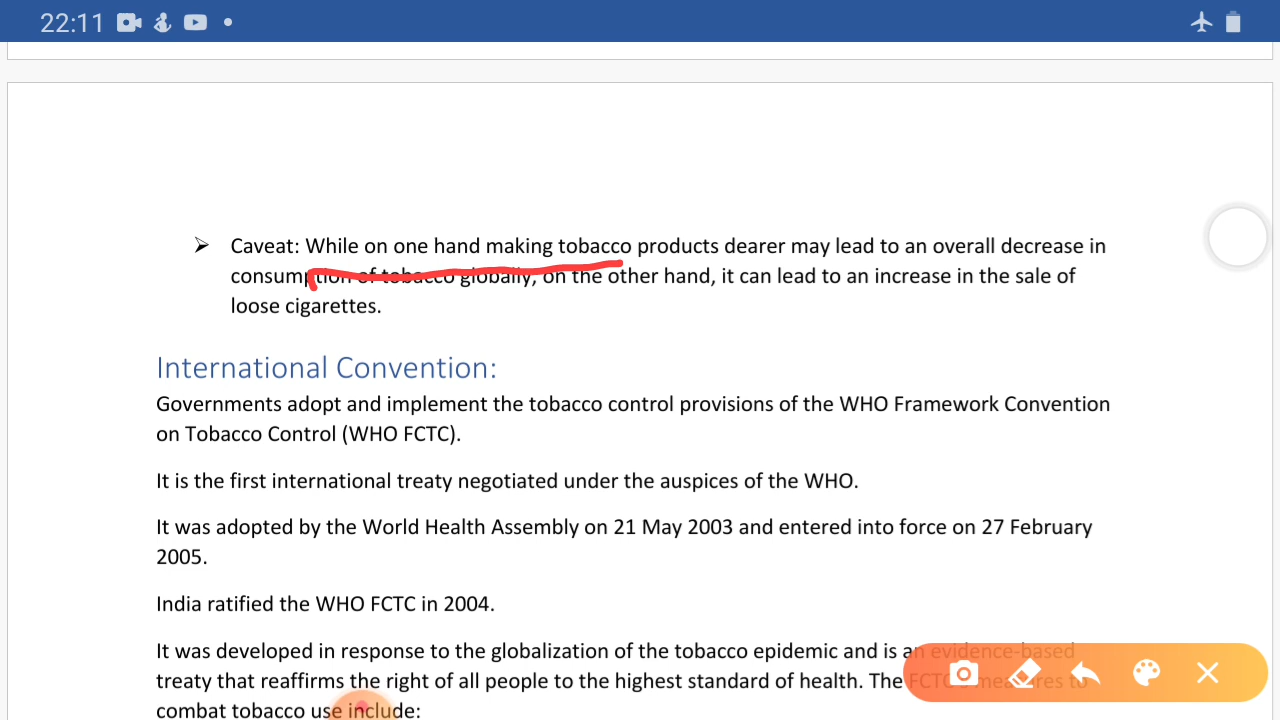 22:11
Caveat: While on one hand making tobacco products dearer may lead to an overall decrease in
consumption of tobacco globally, on the other hand, it can lead to an increase in the sale of
loose cigarettes.
International Convention:
Governments adopt and implement the tobacco control provisions of the WHO Framework Convention
on Tobacco Control (WHO FCTC).
It is the first international treaty negotiated under the auspices of the WHO.
It was adopted by the World Health Assembly on 21 May 2003 and entered into force on 27 February
2005.
India ratified the WHO FCTC in 2004.
It was developed in response to the globalization of the tobacco epidemic and is an evidence-based
treaty that reaffirms the right of all people to the highest standard of health. The FCTC's measures to
combat tobacco use include: